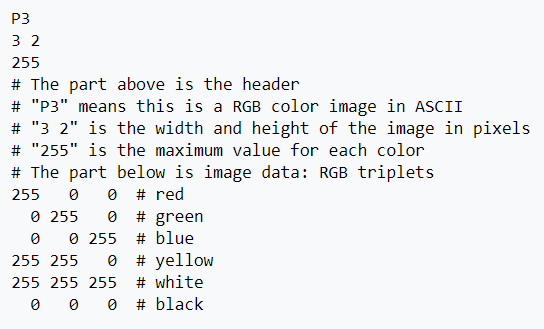 P3
3 2
255
# The part above is the header
# "P3" means this is a RGB color image in ASCII
# "3 2" is the width and height of the image in pixels
# "255" is the maximum value for each color
# The part below is image data: RGB triplets
255   0   0  # red
  0 255   0  # green
  0   0 255  # blue
255 255   0  # yellow
255 255 255  # white
  0   0   0  # black